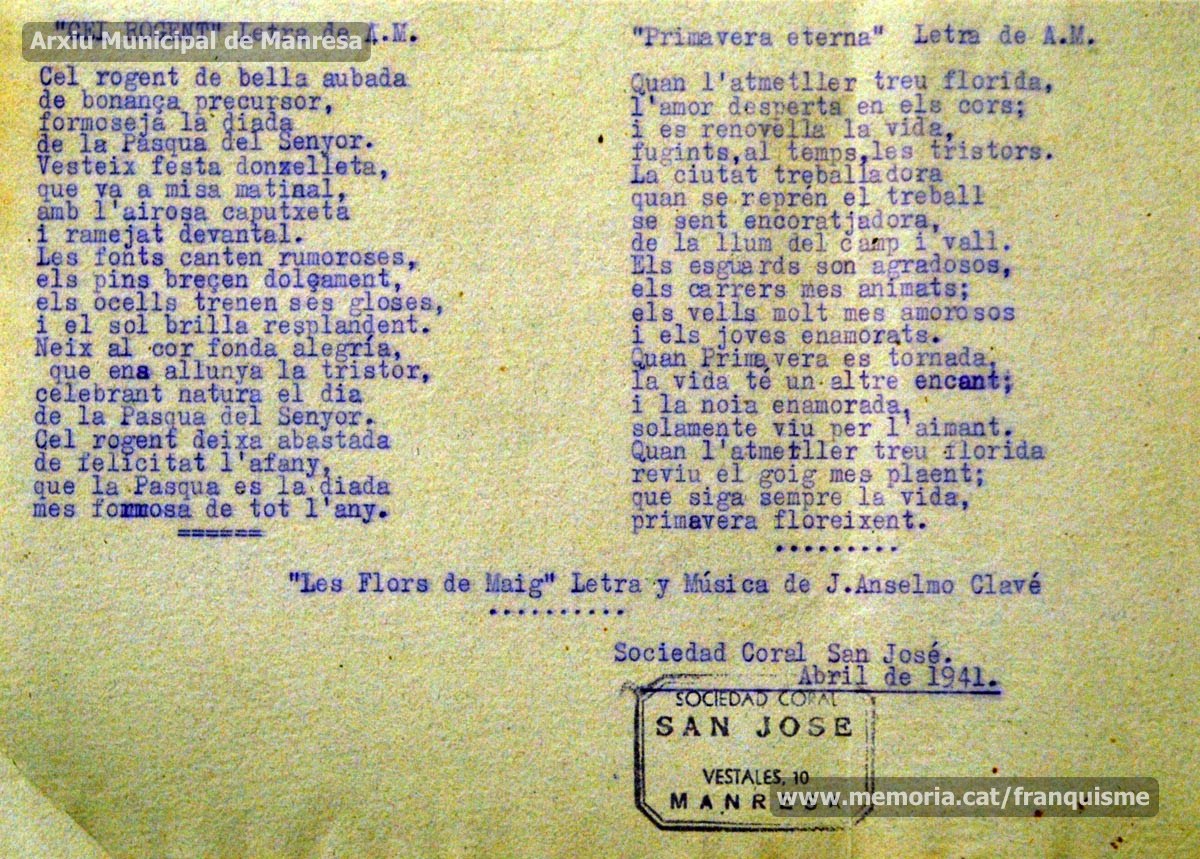 Arxiu Municipal de Manresa
"CEL ROGENT" Letra de A.M.
Cel rogent de bella aubada
de bonança precursor,
formosejá la diada
de la Pasqua del Senyor.
Vesteix festa donxelleta,
que va a misa matinal,
amb l'airosa caputxeta
i ramejat devantal.
Les fonts canten rumoroses,
els pins breçen dolçament,
els ocells trenen ses gloses,
i el sol brilla resplandent.
Neix al cor fonda alegría,
que ens allunya la tristor,
celebrant natura el dia
de la Pasqua del Senyor.
Cel rogent deixa abastada
de felicitat l'afany,
que la Pasqua es la diada
mes formosa de tot l'any.
======
"Primavera eterna" Letra de A.M.
Quan l'atmetller treu florida,
l'amor desperta en els cors;
i es renovella la vida,
fugints,al temps,les tristors.
La ciutat treballadora
quan se reprén el treball
se sent encoratjadora,
de la llum del camp i vall.
Els esguards son agradosos,
els carrers mes animats;
els vells molt mes amorosos
i els joves enamorats.
Quan Primavera es tornada,
la vida té un altre encant;
i la noia enamorada,
solamente viu per l'aimant.
Quan l'atmerller treu florida
reviu el goig mes plaent;
que siga sempre la vida,
primavera floreixent.
.........
"Les Flors de Maig" Letra y Música de J.Anselmo Clavé
..........
Sociedad Coral San José.
Abril de 1941.
SOCIEDAD CORAL
SAN JOSE
VESTALES, 10
MANRESA
www.memoria.cat/franquisme